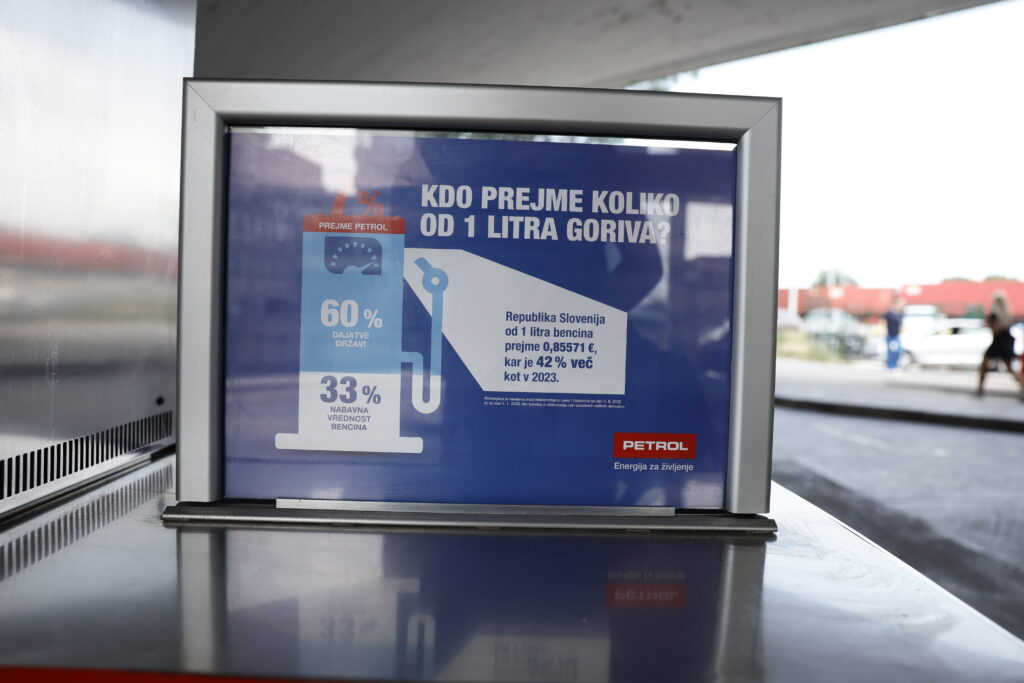 KDO PREJME KOLIKO
OD 1 LITRA GORIVA?
%
PREJME PETROL
60 %
DAJATVE
DRŽAVI
33 %
NABAVNA
VREDNOST
BENCINA
Republika Slovenija
od 1 litra bencina
prejme 0,85571 €,
kar je 42 % več
kot v 2023.
PETROL
Energija za življenje